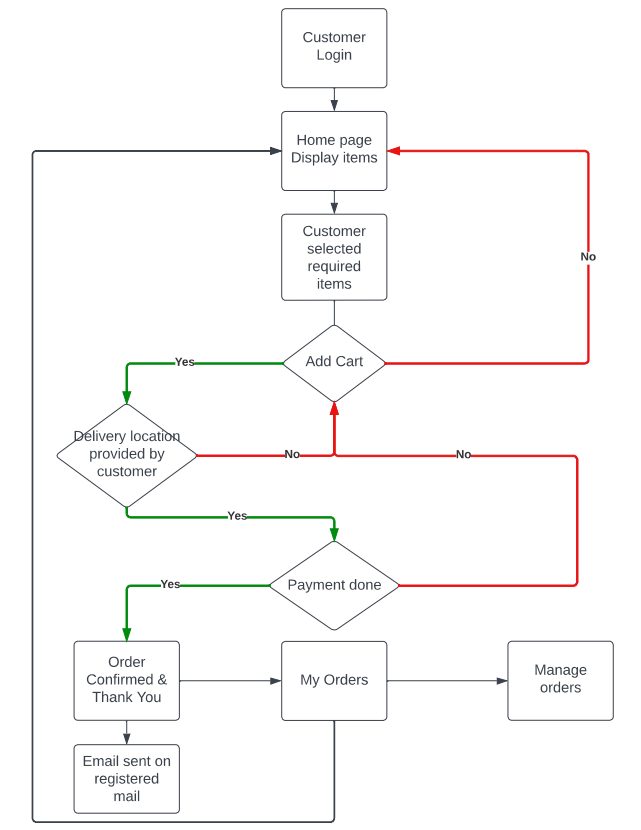 Customer
Login
Home page
Display items
Customer
selected
required
items
No
Add Cart
Yes
Delivery location
provided by
customer
No
No
Yes
Payment done
Yes
Order
Confirmed &
Thank You
My Orders
Manage
orders
Email sent on
registered
mail